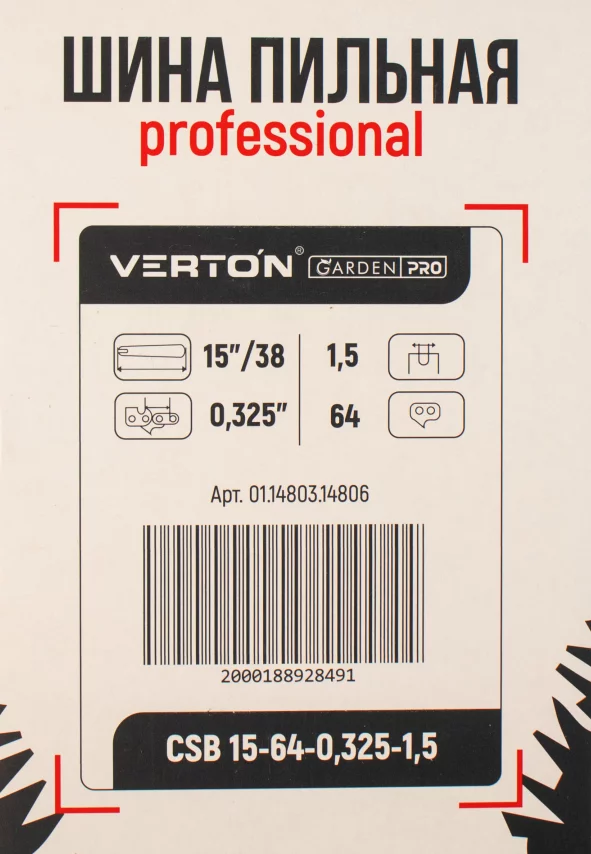 ШИНА ПИЛЬНАЯ
professional
VERTON® GARDEN PRO
15"/38 1,5
0,325" 64
Арт. 01.14803.14806
2000188928491
CSB 15-64-0,325-1,5